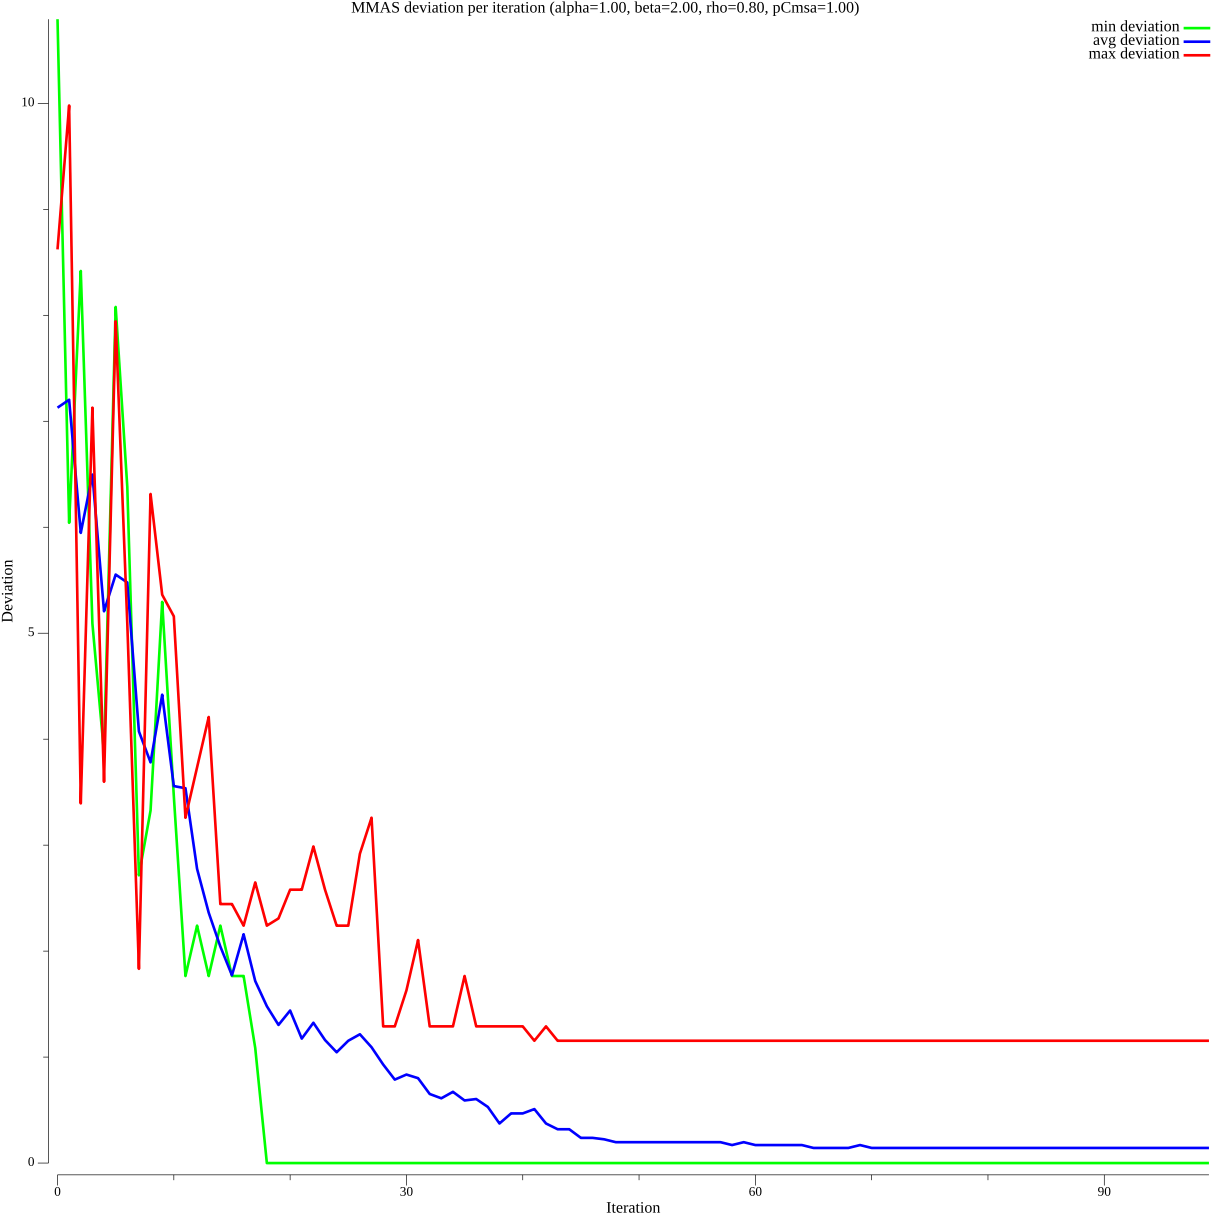 MMAS deviation per iteration (alpha=1.00, beta=2.00, rho=0.80, pCmsa=1.00)
min deviation
avg deviation
max deviation
10
5
0
Deviation
0 30 60 90
Iteration